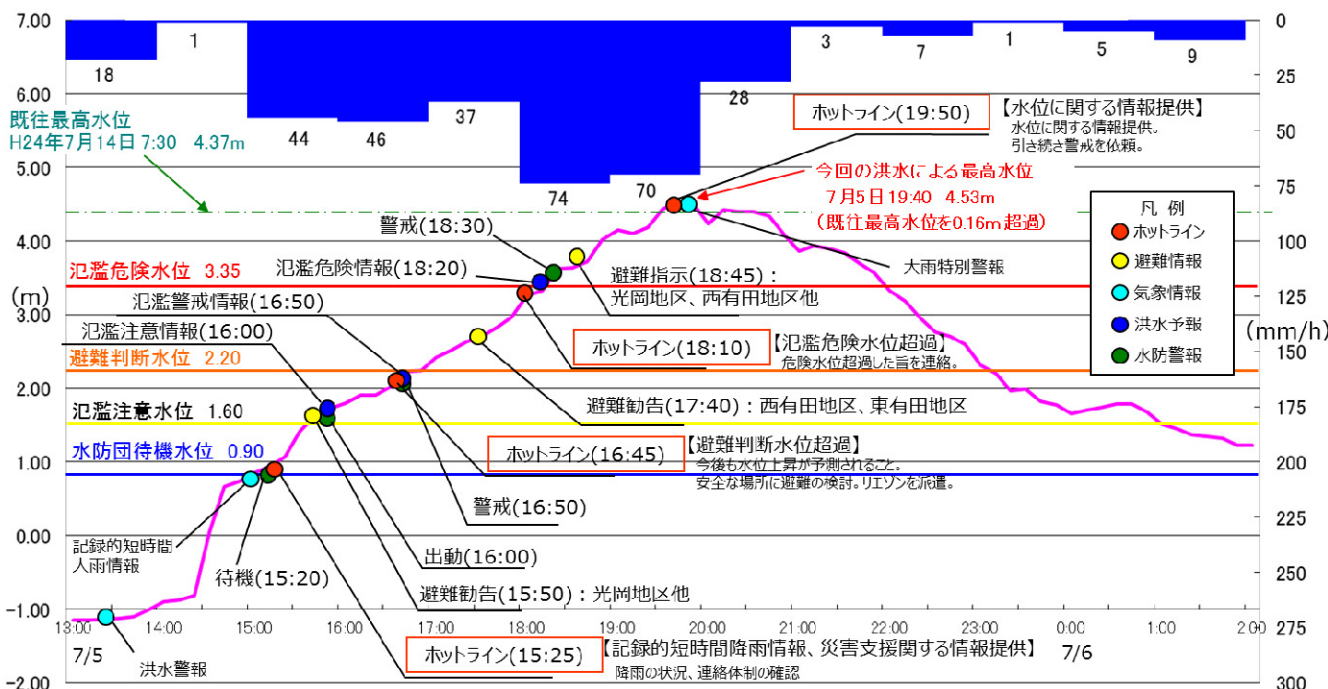 7.00
6.00
5.00
4.00
3.00
2.00
1.00
0.00
-1.00
-2.00
(m)
0
25
50
75
100
125
150
175
200
225
250
275
300
(mm/h)
18
1
44
46
37
74
70
28
3
7
1
5
9
既往最高水位
H24年7月14日 7:30 4.37m
ホットライン(19:50)
【水位に関する情報提供】
水位に関する情報提供。
引き続き警戒を依頼。
今回の洪水による最高水位
7月5日19:40 4.53m
(既往最高水位を0.16m超過)
大雨特別警報
凡 例
ホットライン
避難情報
気象情報
洪水予報
水防警報
警戒(18:30)
氾濫危険情報(18:20)
氾濫危険水位 3.35
氾濫警戒情報(16:50)
氾濫注意情報(16:00)
避難判断水位 2.20
氾濫注意水位 1.60
水防団待機水位 0.90
避難指示(18:45)：
光岡地区、西有田地区他
ホットライン(18:10)
【氾濫危険水位超過】
危険水位超過した旨を連絡。
避難勧告(17:40)：西有田地区、東有田地区
ホットライン(16:45)
【避難判断水位超過】
今後も水位上昇が予測されること。
安全な場所に避難の検討。リエゾンを派遣。
警戒(16:50)
出動(16:00)
避難勧告(15:50)：光岡地区他
記録的短時間
人雨情報
待機(15:20)
13:00
14:00
15:00
16:00
17:00
18:00
19:00
20:00
21:00
22:00
23:00
0:00
1:00
2:00
7/5
7/6
洪水警報
ホットライン(15:25)
【記録的短時間降雨情報、災害支援関する情報提供】
降雨の状況、連絡体制の確認